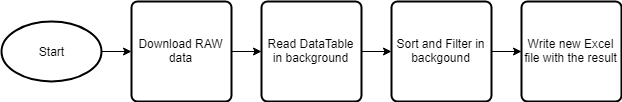 Start
Download RAW
data
Read DataTable
in background
Sort and Filter in
backgound
Write new Excel
file with the result